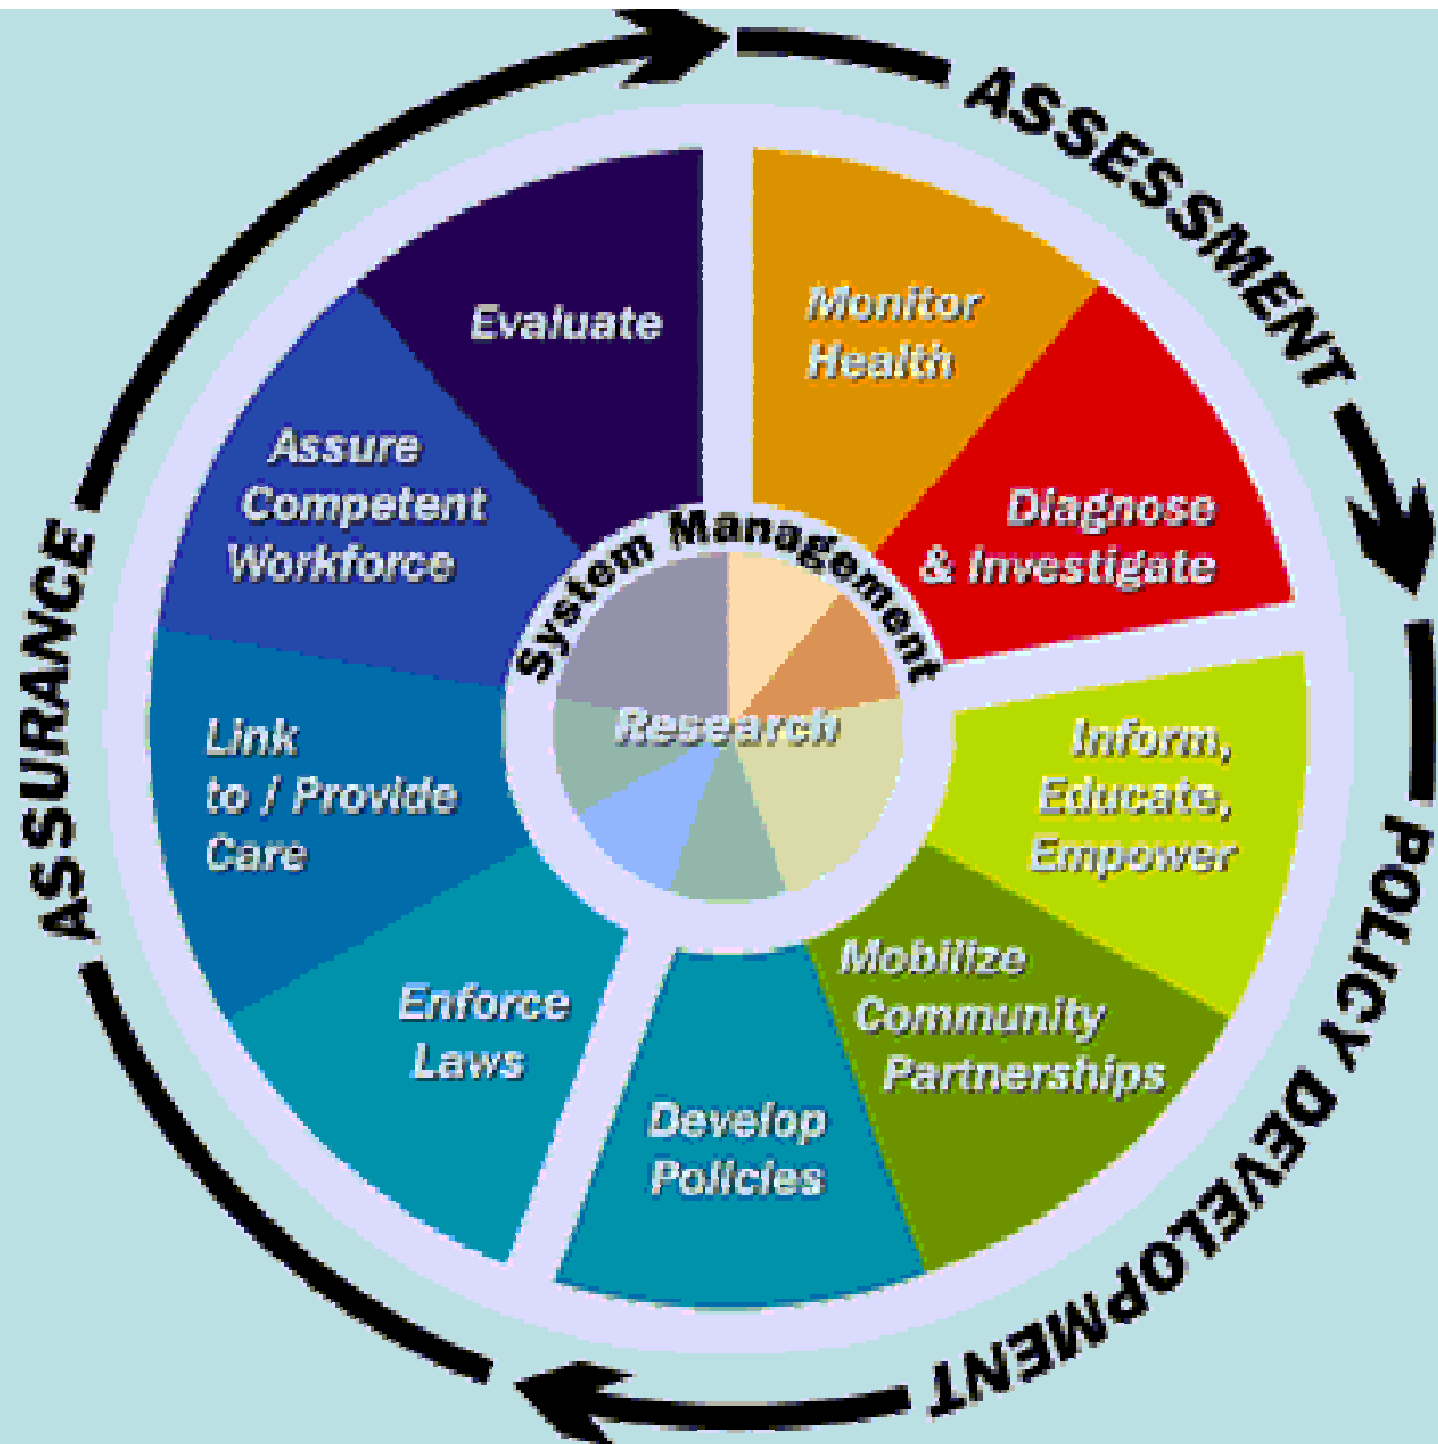 ASSESSMENT
POLICY DEVELOPMENT
ASSURANCE
Evaluate
Monitor
Health
Diagnose
& Investigate
Inform,
Educate,
Empower
Mobilize
Community
Partnerships
Develop
Policies
Enforce
Laws
Link
to / Provide
Care
Assure
Competent
Workforce
System Management
Research